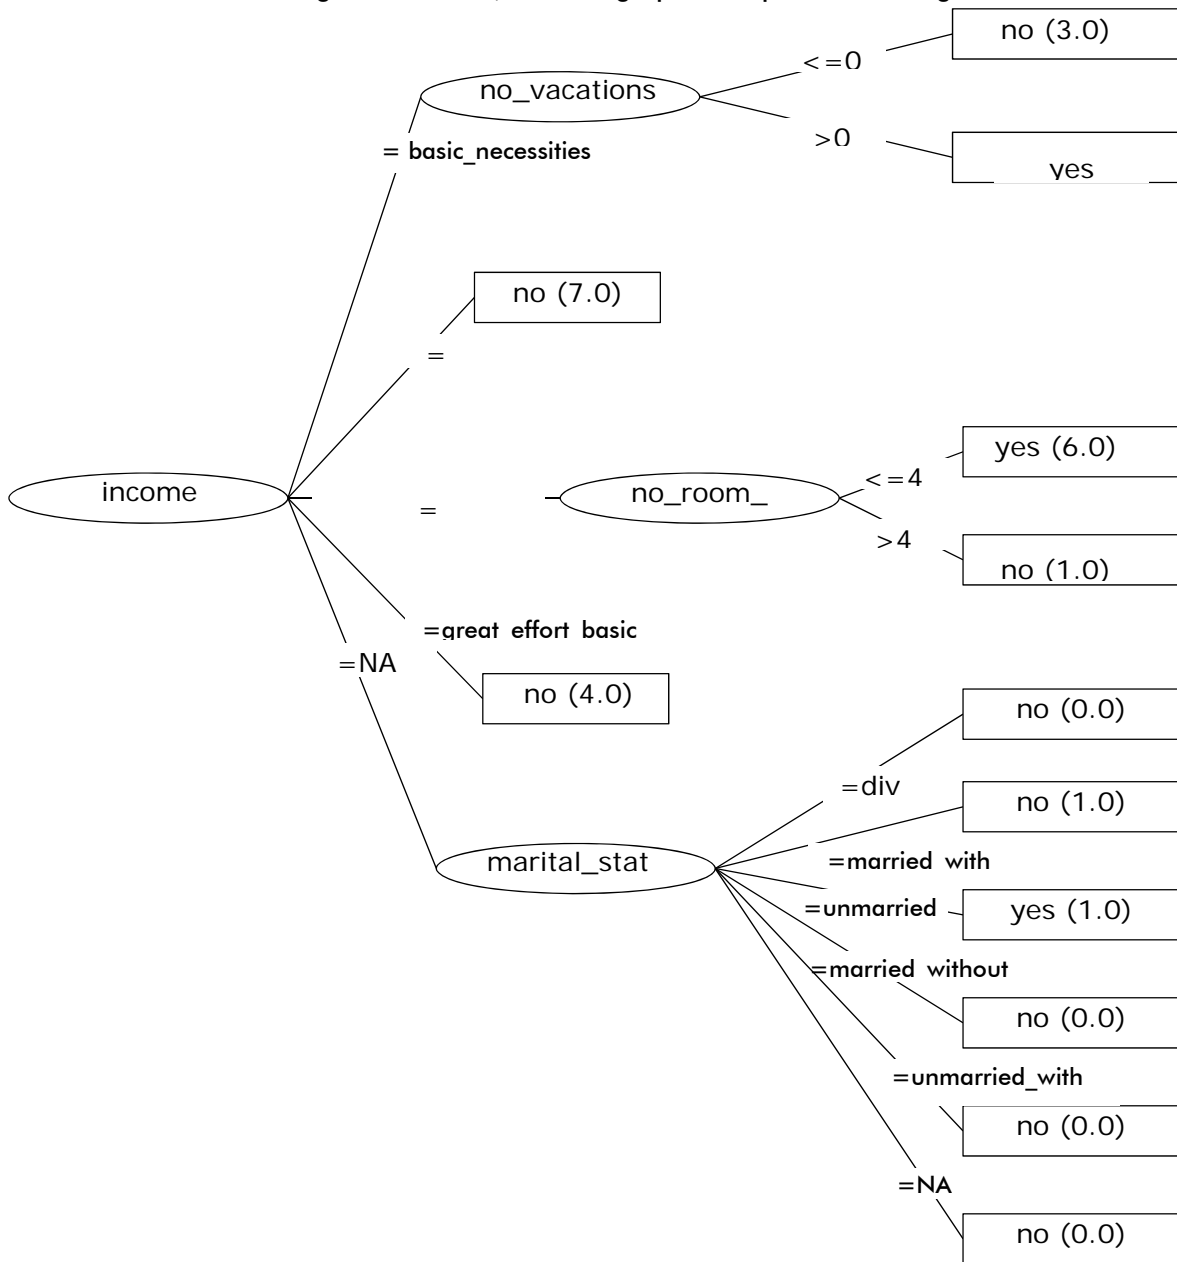 no (3.0)
<=0
no_vacations
>0
= basic_necessities
yes
no (7.0)
=
yes (6.0)
<=4
income
no_room_
=
>4
no (1.0)
=great effort basic
=NA
no (4.0)
no (0.0)
=div
no (1.0)
marital_stat
=married with
=unmarried
yes (1.0)
=married without
no (0.0)
=unmarried_with
no (0.0)
=NA
no (0.0)